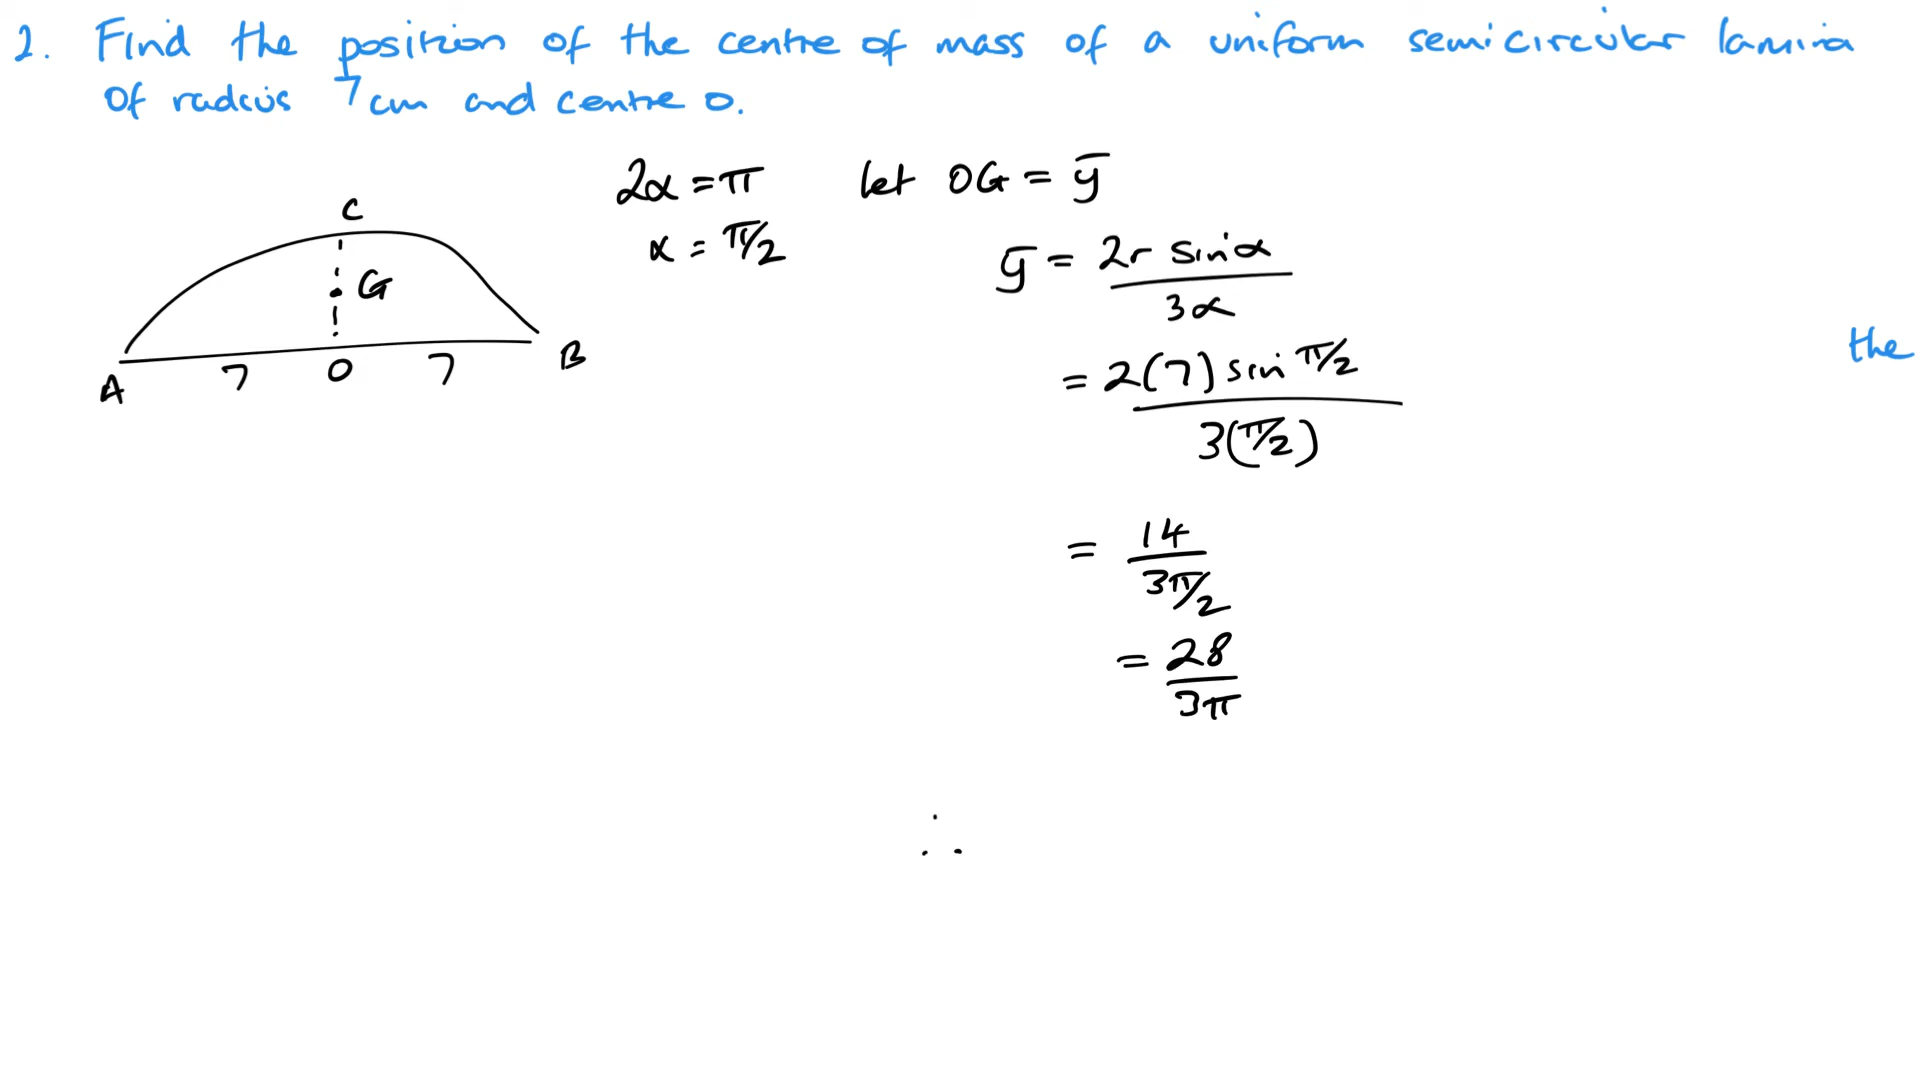 2. Find the position of the centre of mass of a uniform semicircular lamina
of radius 7cm and centre O.
2α = π let OG = ȳ
C
α = π/2
ȳ = 2r sinα / 3α
G
the
A 7 O 7 B
= 2(7) sin π/2 / 3(π/2)
= 14 / 3π/2
= 28 / 3π
∴